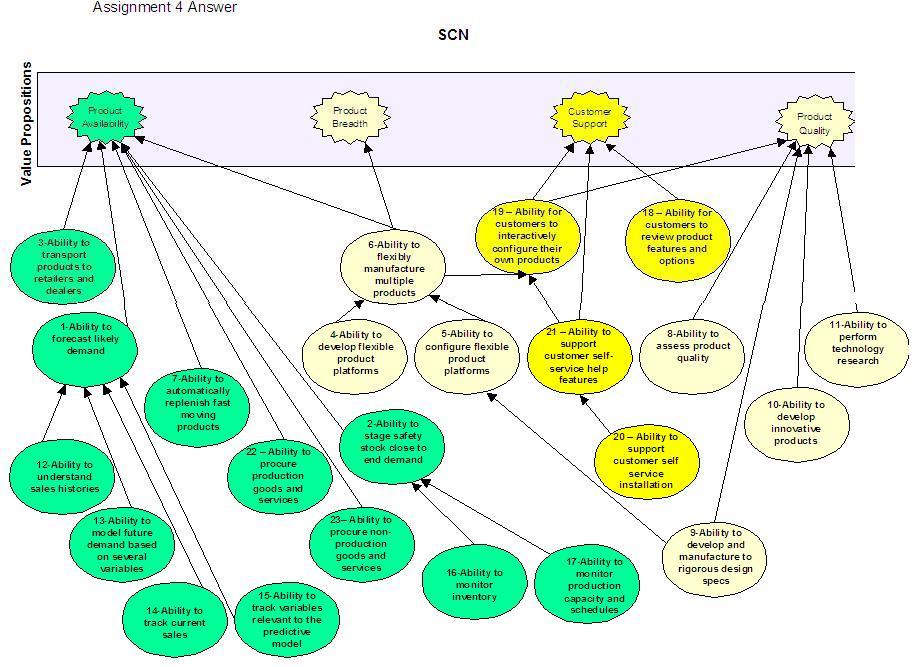 Assignment 4 Answer
SCN
Value Propositions
Product
Availability
Product
Breadth
Customer
Support
Product
Quality
3-Ability to
transport
products to
retailers and
dealers
6-Ability to
flexibly
manufacture
multiple
products
19 – Ability for
customers to
interactively
configure their
own products
18 – Ability for
customers to
review product
features and
options
1-Ability to
forecast likely
demand
4-Ability to
develop flexible
product
platforms
5-Ability to
configure flexible
product
platforms
21 – Ability to
support
customer self-
service help
features
8-Ability to
assess product
quality
11-Ability to
perform
technology
research
7-Ability to
automatically
replenish fast
moving
products
2-Ability to
stage safety
stock close to
end demand
10-Ability to
develop
innovative
products
12-Ability to
understand
sales histories
22 – Ability to
procure
production
goods and
services
20 – Ability to
support
customer self
service
installation
13-Ability to
model future
demand based
on several
variables
23– Ability to
procure non-
production
goods and
services
16-Ability to
monitor
inventory
17-Ability to
monitor
production
capacity and
schedules
9-Ability to
develop and
manufacture to
rigorous design
specs
14-Ability to
track current
sales
15-Ability to
track variables
relevant to the
predictive
model